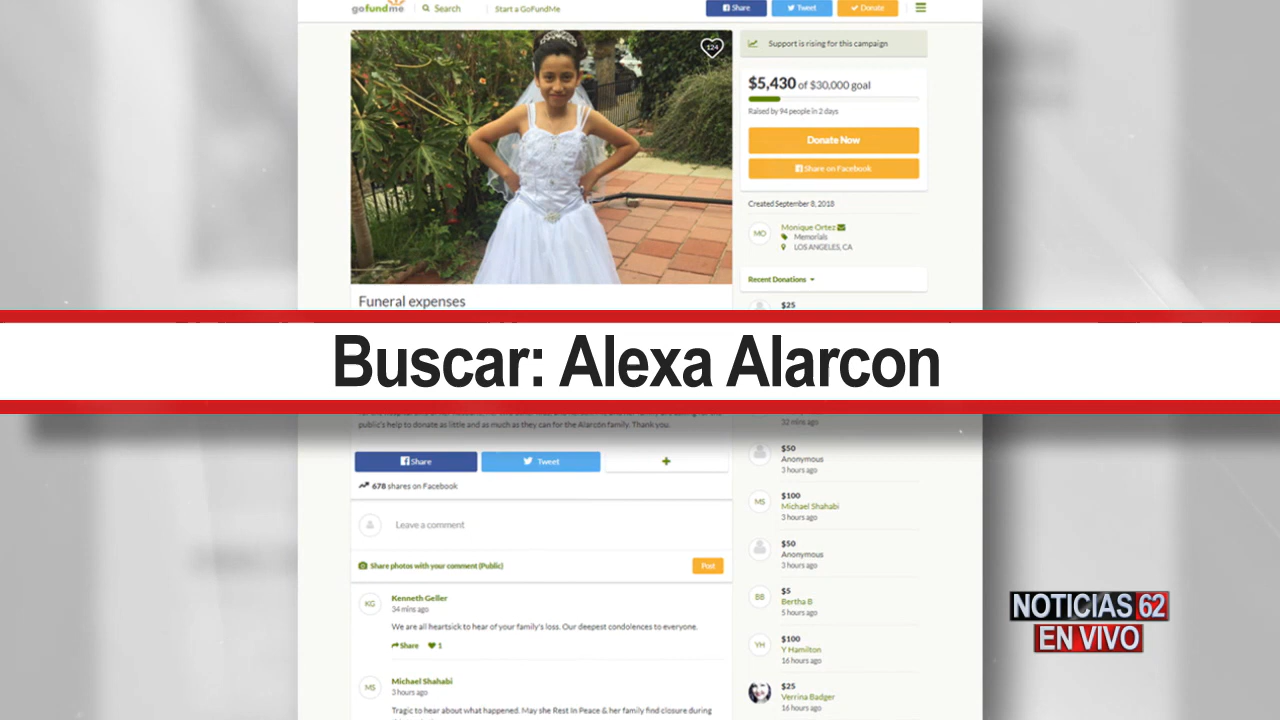 gofundme
Search
Start a GoFundMe
Share
Tweet
Donate
124
Support is rising for this campaign
$5,430 of $30,000 goal
Raised by 94 people in 2 days
Donate Now
Share on Facebook
Created September 8, 2018
MO
Monique Ortez
Memorials
LOS ANGELES, CA
Recent Donations
$25
Funeral expenses
Buscar: Alexa Alarcon
public's help to donate as little and as much as they can for the Alarcón family. Thank you.
Share
Tweet
678 shares on Facebook
Leave a comment
Share photos with your comment (Public)
Post
KG
Kenneth Geller
34 mins ago
We are all heartsick to hear of your family's loss. Our deepest condolences to everyone.
Share
1
MS
Michael Shahabi
3 hours ago
Tragic to hear about what happened. May she Rest In Peace & her family find closure during
32 mins ago
$50
Anonymous
3 hours ago
MS
$100
Michael Shahabi
3 hours ago
$50
Anonymous
3 hours ago
BB
$5
Bertha B
5 hours ago
YH
$100
Y Hamilton
16 hours ago
$25
Verrina Badger
16 hours ago
NOTICIAS 62
EN VIVO